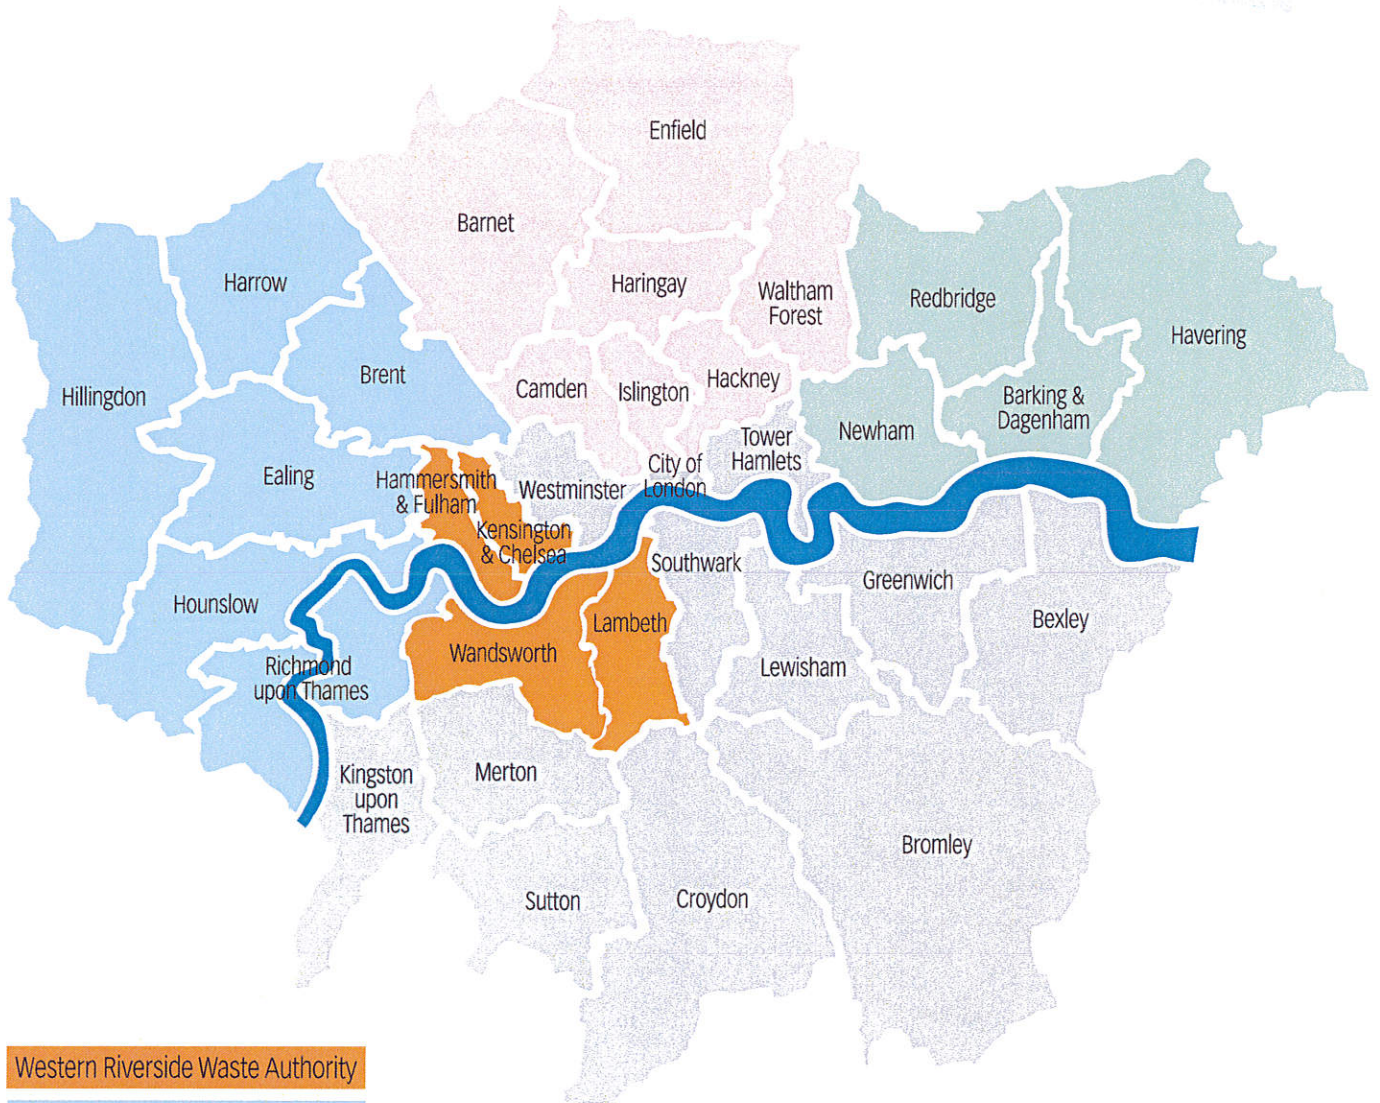 Enfield
Barnet
Harrow
Haringay
Waltham
Forest
Redbridge
Havering
Hillingdon
Brent
Camden
Islington
Hackney
Barking &
Dagenham
Newham
Tower
Hamlets
Ealing
Hammersmith
& Fulham
Westminster
City of
London
Kensington
& Chelsea
Southwark
Greenwich
Hounslow
Bexley
Lambeth
Wandsworth
Lewisham
Richmond
upon Thames
Kingston
upon
Thames
Merton
Bromley
Sutton
Croydon
Western Riverside Waste Authority